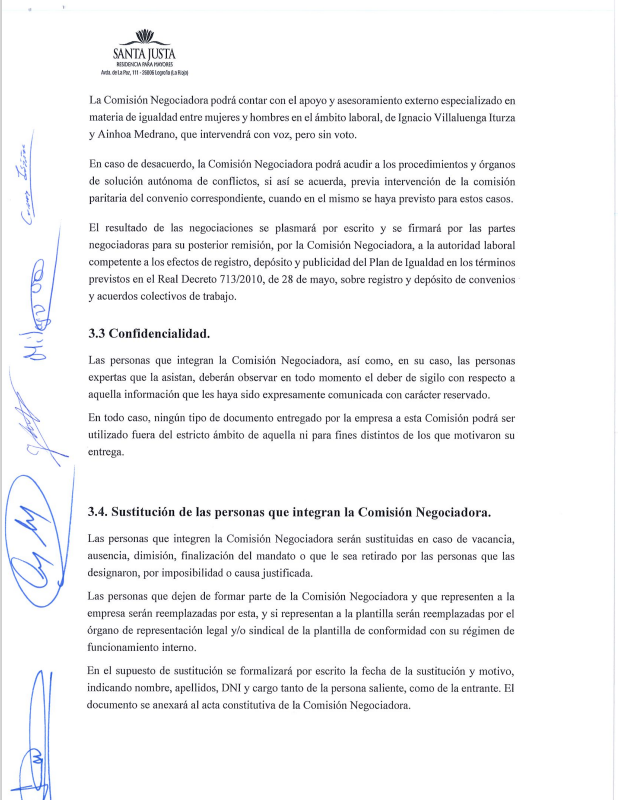 SANTA JUSTA
RESIDENCIA PARA MAYORES
Avda. de La Paz, 111 - 26006 Logroño (La Rioja)
La Comisión Negociadora podrá contar con el apoyo y asesoramiento externo especializado en
materia de igualdad entre mujeres y hombres en el ámbito laboral, de Ignacio Villaluenga Iturza
y Ainhoa Medrano, que intervendrá con voz, pero sin voto.
En caso de desacuerdo, la Comisión Negociadora podrá acudir a los procedimientos y órganos
de solución autónoma de conflictos, si así se acuerda, previa intervención de la comisión
paritaria del convenio correspondiente, cuando en el mismo se haya previsto para estos casos.
El resultado de las negociaciones se plasmará por escrito y se firmará por las partes
negociadoras para su posterior remisión, por la Comisión Negociadora, a la autoridad laboral
competente a los efectos de registro, depósito y publicidad del Plan de Igualdad en los términos
previstos en el Real Decreto 713/2010, de 28 de mayo, sobre registro y depósito de convenios
y acuerdos colectivos de trabajo.
3.3 Confidencialidad.
Las personas que integran la Comisión Negociadora, así como, en su caso, las personas
expertas que la asistan, deberán observar en todo momento el deber de sigilo con respecto a
aquella información que les haya sido expresamente comunicada con carácter reservado.
En todo caso, ningún tipo de documento entregado por la empresa a esta Comisión podrá ser
utilizado fuera del estricto ámbito de aquella ni para fines distintos de los que motivaron su
entrega.
3.4. Sustitución de las personas que integran la Comisión Negociadora.
Las personas que integren la Comisión Negociadora serán sustituidas en caso de vacancia,
ausencia, dimisión, finalización del mandato o que le sea retirado por las personas que las
designaron, por imposibilidad o causa justificada.
Las personas que dejen de formar parte de la Comisión Negociadora y que representen a la
empresa serán reemplazadas por esta, y si representan a la plantilla serán reemplazadas por el
órgano de representación legal y/o sindical de la plantilla de conformidad con su régimen de
funcionamiento interno.
En el supuesto de sustitución se formalizará por escrito la fecha de la sustitución y motivo,
indicando nombre, apellidos, DNI y cargo tanto de la persona saliente, como de la entrante. El
documento se anexará al acta constitutiva de la Comisión Negociadora.